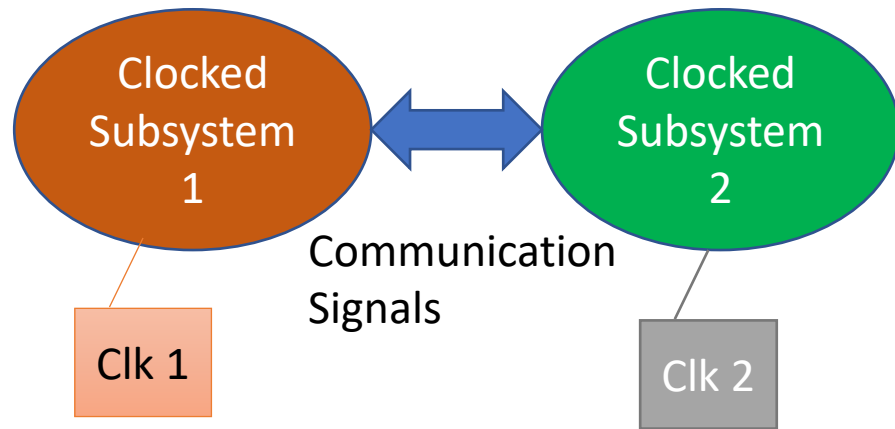 Clocked
Subsystem
1
Clocked
Subsystem
2
Communication
Signals
Clk 1
Clk 2